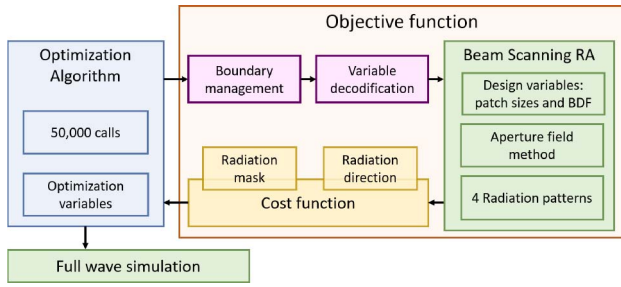 Objective function
Optimization
Algorithm
50,000 calls
Optimization
variables
Boundary
management
Variable
decodification
Beam Scanning RA
Design variables:
patch sizes and BDF
Aperture field
method
4 Radiation patterns
Radiation
mask
Radiation
direction
Cost function
Full wave simulation